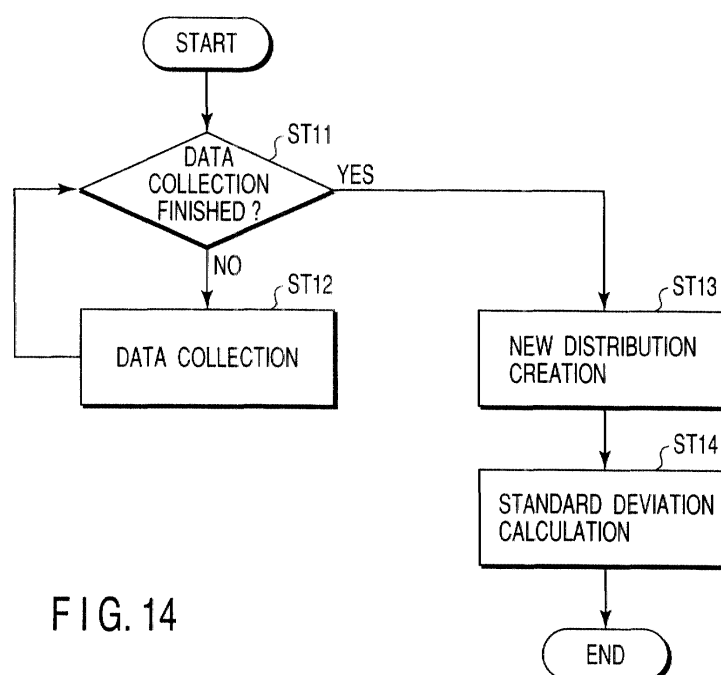 START
ST11
DATA
COLLECTION
FINISHED ?
YES
NO
ST12
DATA COLLECTION
ST13
NEW DISTRIBUTION
CREATION
ST14
STANDARD DEVIATION
CALCULATION
END
FIG. 14